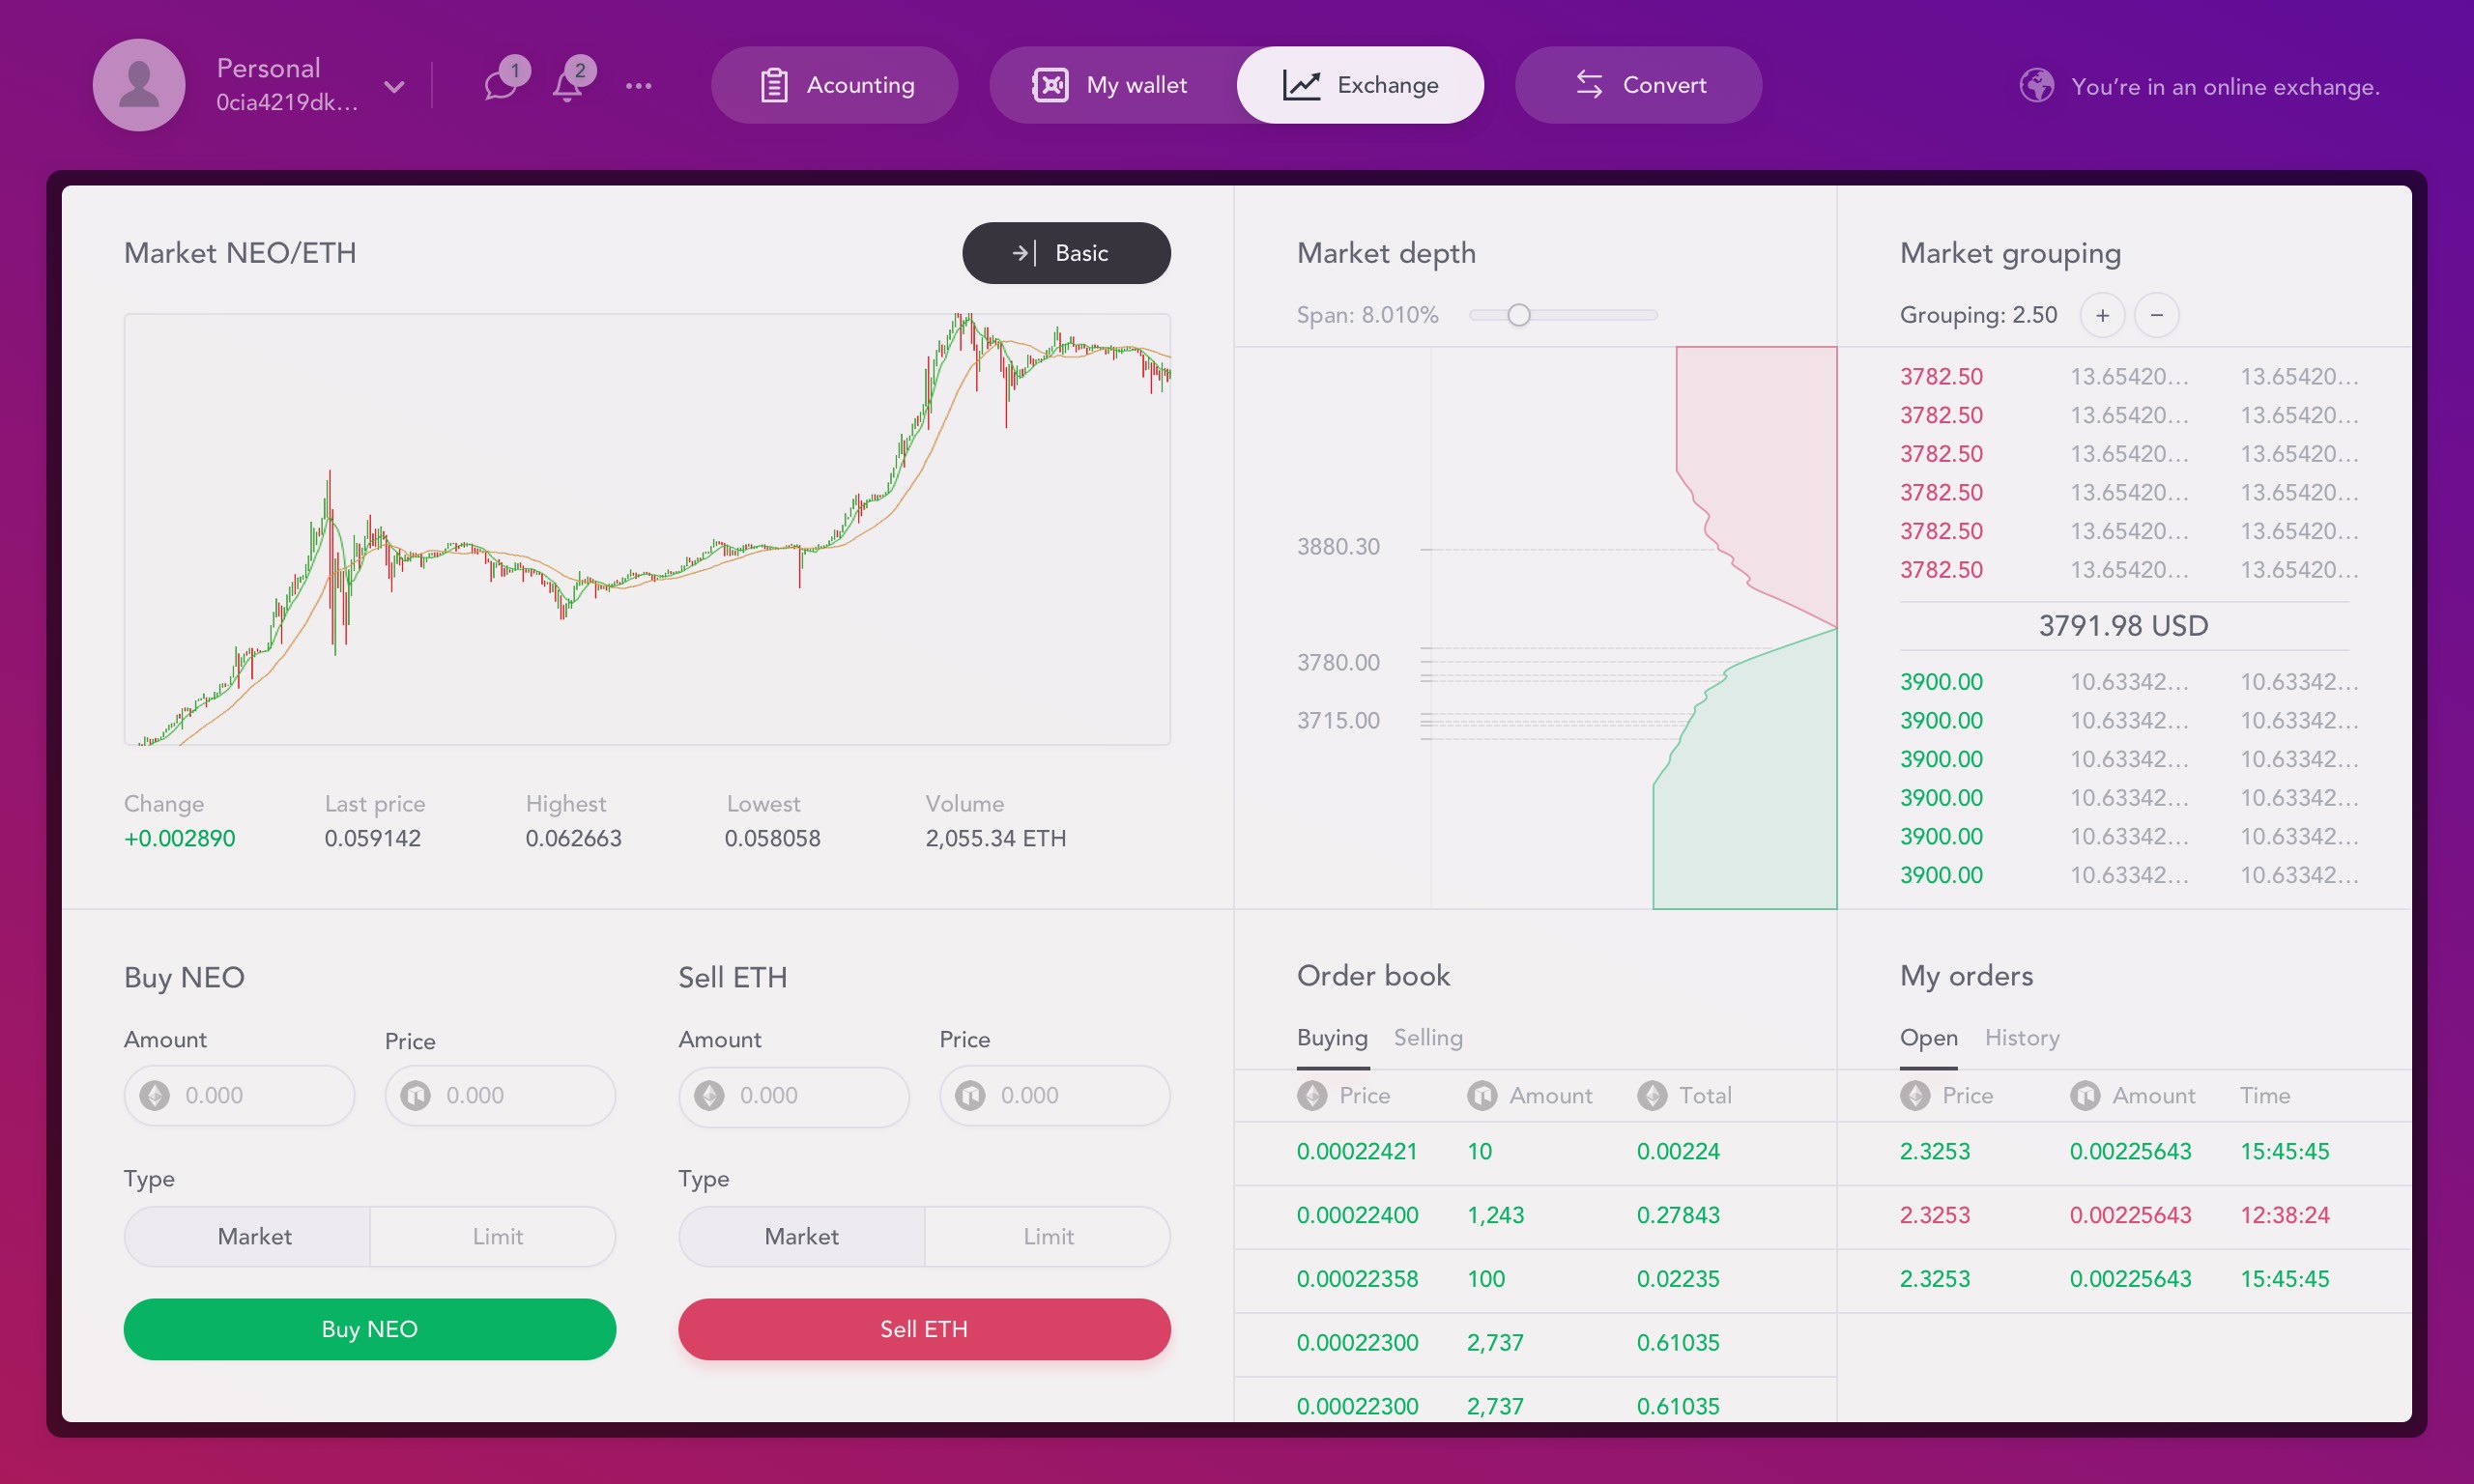 Personal
0cia4219dk...
1
2
Acounting
My wallet
Exchange
Convert
You’re in an online exchange.
Market NEO/ETH
Basic
Change
Last price
Highest
Lowest
Volume
+0.002890
0.059142
0.062663
0.058058
2,055.34 ETH
Market depth
Span: 8.010%
3880.30
3780.00
3715.00
Market grouping
Grouping: 2.50
+
−
3782.50 13.65420... 13.65420...
3782.50 13.65420... 13.65420...
3782.50 13.65420... 13.65420...
3782.50 13.65420... 13.65420...
3782.50 13.65420... 13.65420...
3782.50 13.65420... 13.65420...
3791.98 USD
3900.00 10.63342... 10.63342...
3900.00 10.63342... 10.63342...
3900.00 10.63342... 10.63342...
3900.00 10.63342... 10.63342...
3900.00 10.63342... 10.63342...
3900.00 10.63342... 10.63342...
Buy NEO
Amount
Price
0.000
0.000
Type
Market
Limit
Buy NEO
Sell ETH
Amount
Price
0.000
0.000
Type
Market
Limit
Sell ETH
Order book
Buying Selling
Price Amount Total
0.00022421 10 0.00224
0.00022400 1,243 0.27843
0.00022358 100 0.02235
0.00022300 2,737 0.61035
0.00022300 2,737 0.61035
My orders
Open History
Price Amount Time
2.3253 0.00225643 15:45:45
2.3253 0.00225643 12:38:24
2.3253 0.00225643 15:45:45